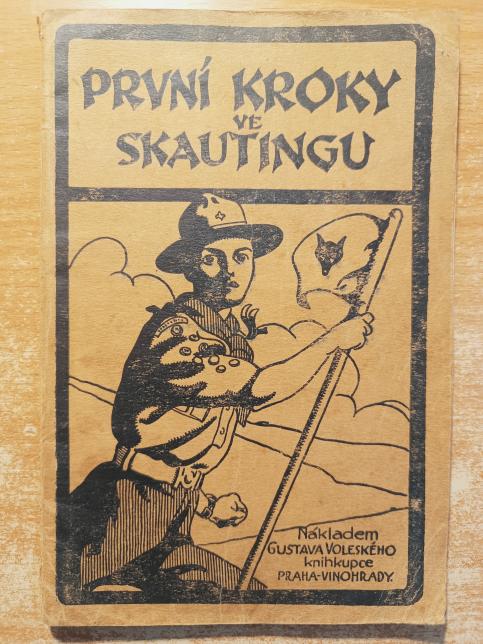 PRVNÍ KROKY
VE
SKAUTINGU
Nákladem
GUSTAVA VOLESKÉHO
knihkupce
PRAHA-VINOHRADY.